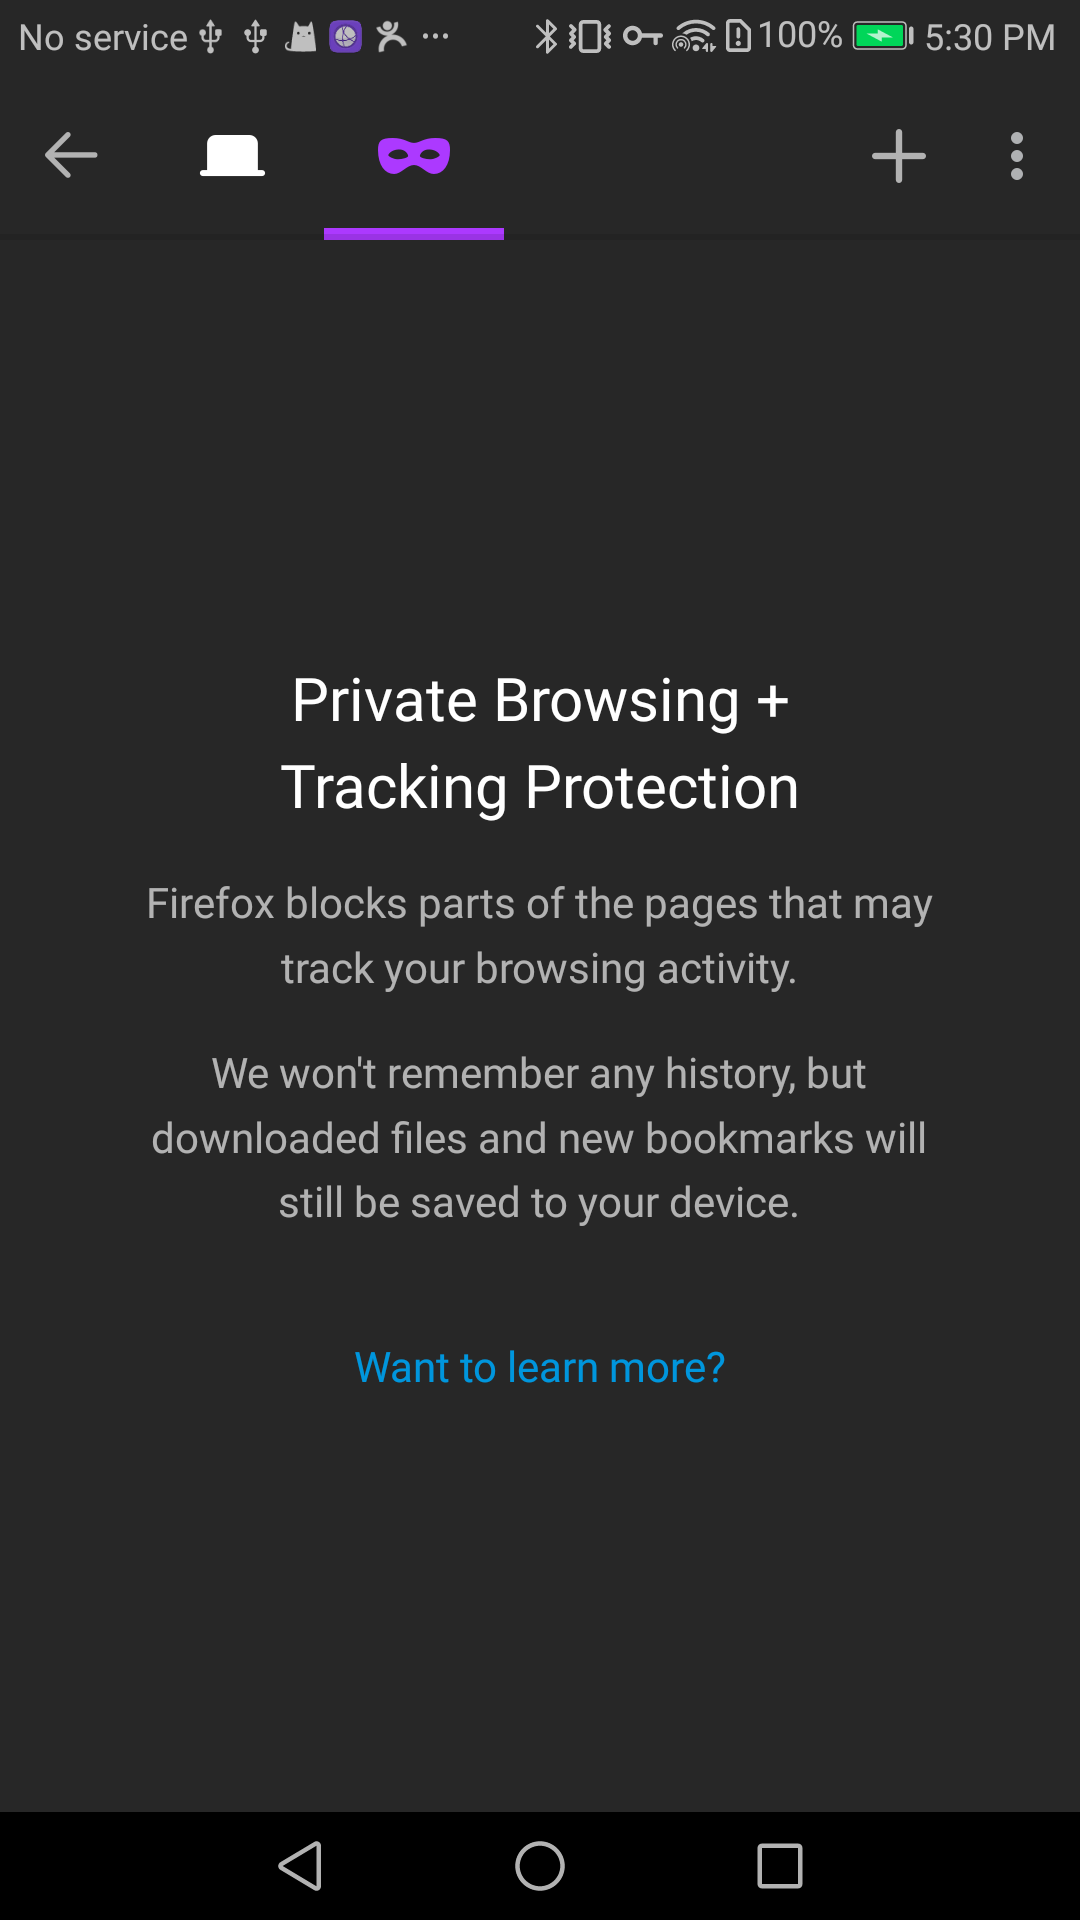 No service 100% 5:30 PM
Private Browsing +
Tracking Protection
Firefox blocks parts of the pages that may
track your browsing activity.
We won't remember any history, but
downloaded files and new bookmarks will
still be saved to your device.
Want to learn more?